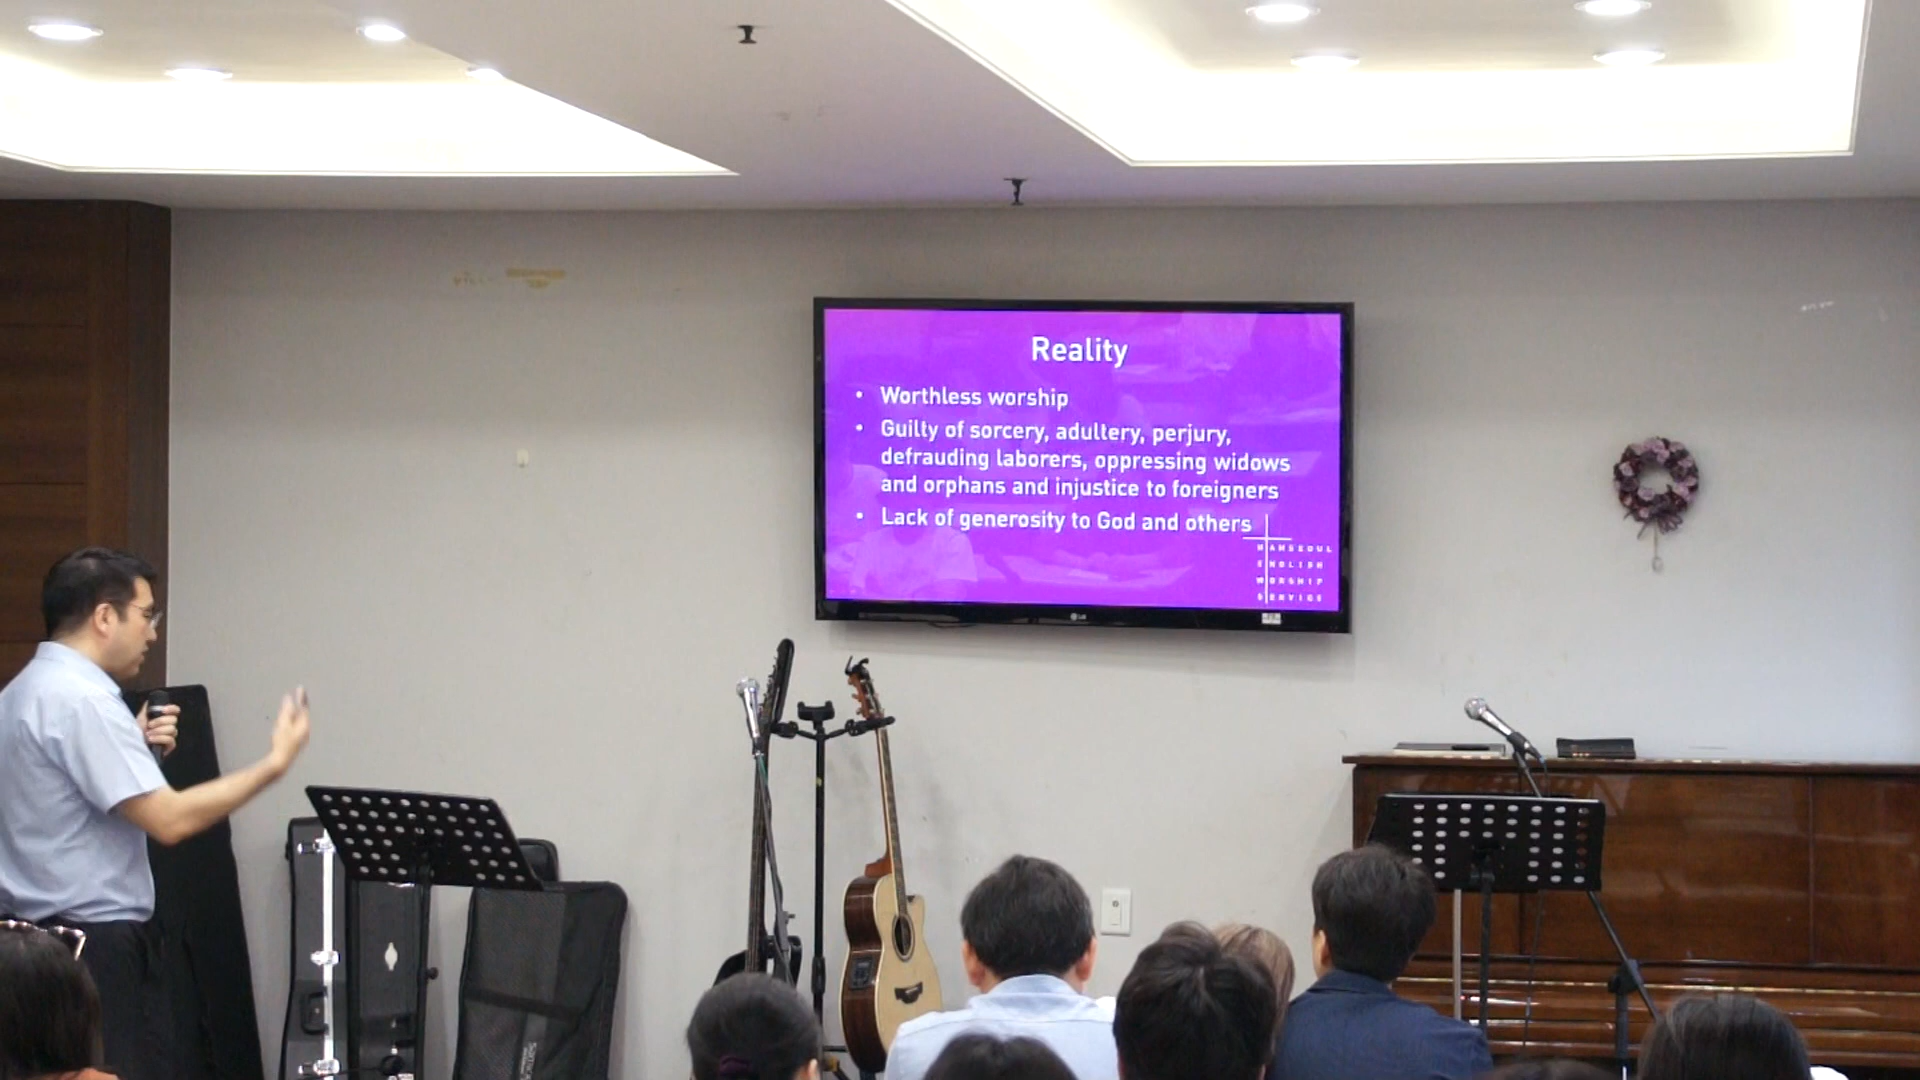 Reality
• Worthless worship
• Guilty of sorcery, adultery, perjury,
defrauding laborers, oppressing widows
and orphans and injustice to foreigners
• Lack of generosity to God and others
HANSEOUL
ENGLISH
WORSHIP
SERVICE
LG